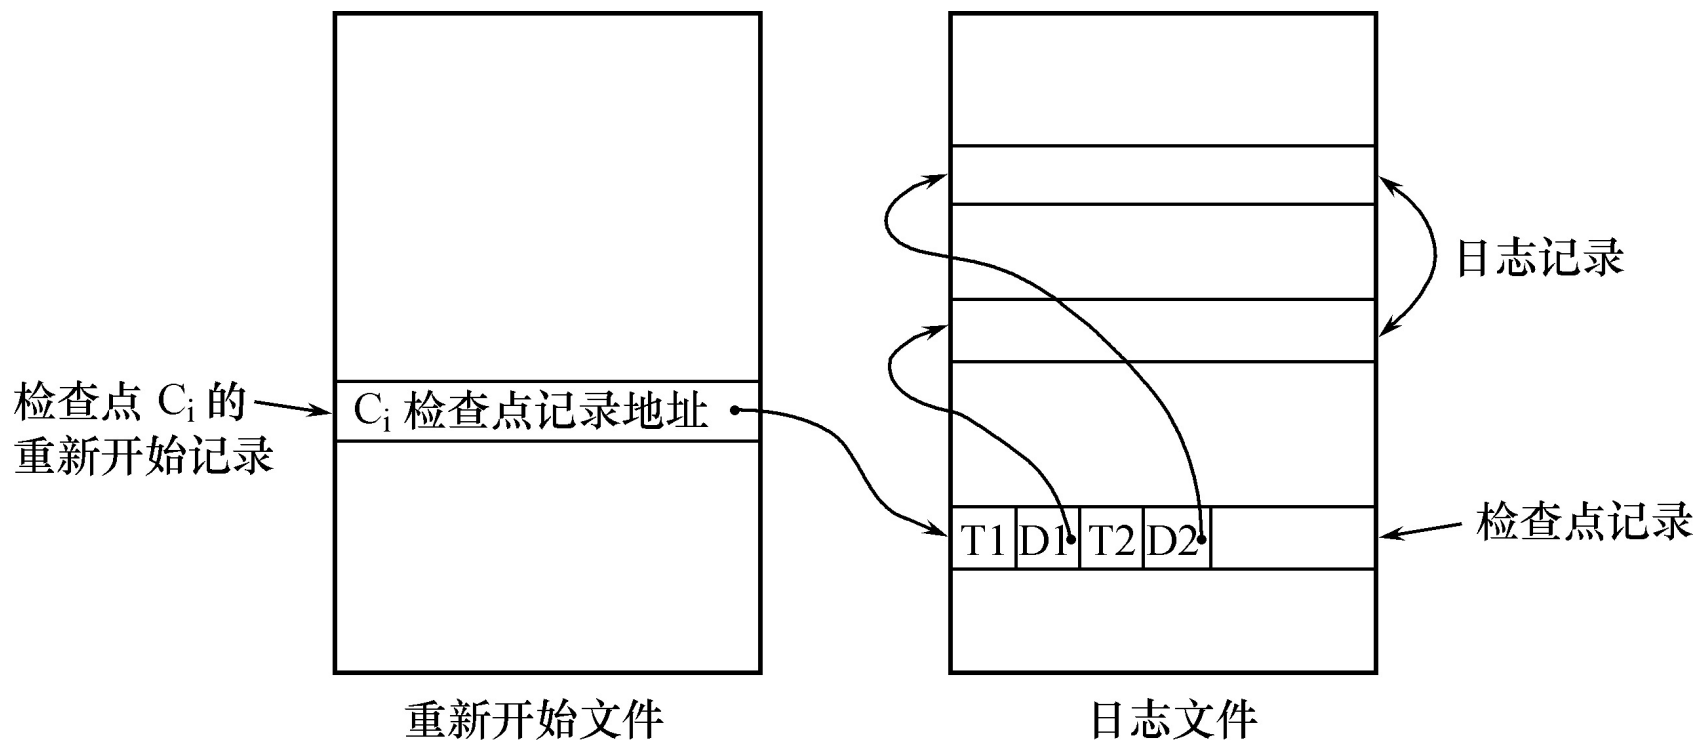 日志记录
检查点 Ci 的
重新开始记录
Ci 检查点记录地址
T1 D1 T2 D2
检查点记录
重新开始文件
日志文件